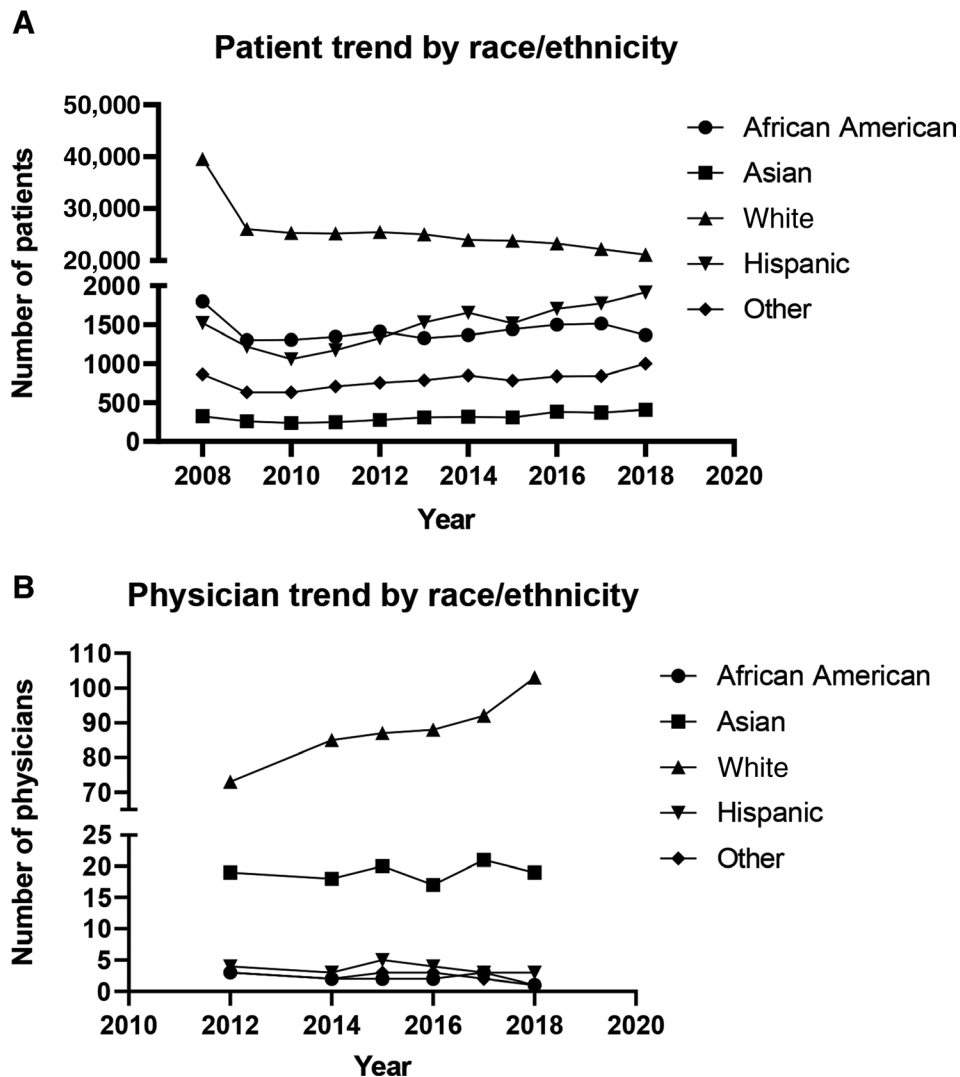 A
Patient trend by race/ethnicity
50,000
40,000
30,000
20,000
2000
1500
1000
500
0
Number of patients
2008 2010 2012 2014 2016 2018 2020
Year
African American
Asian
White
Hispanic
Other
B
Physician trend by race/ethnicity
110
100
90
80
70
25
20
15
10
5
0
Number of physicians
2010 2012 2014 2016 2018 2020
Year
African American
Asian
White
Hispanic
Other